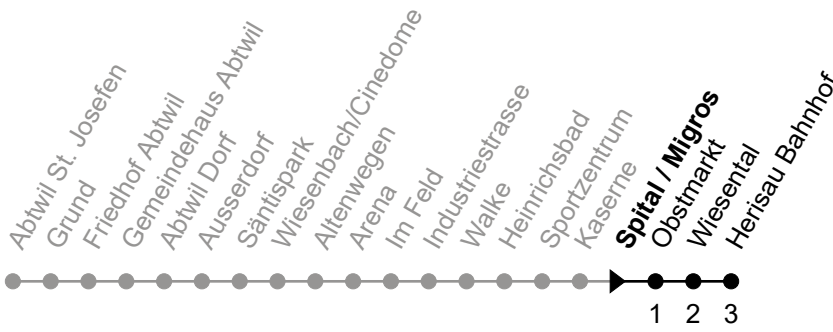 Abtwil St. Josefen
Grund
Friedhof Abtwil
Gemeindehaus Abtwil
Abtwil Dorf
Ausserdorf
Säntispark
Wiesenbach/Cinedome
Altenwegen
Arena
Im Feld
Industriestrasse
Walke
Heinrichsbad
Sportzentrum
Kaserne
Spital / Migros
Obstmarkt
Wiesental
Herisau Bahnhof
1 2 3